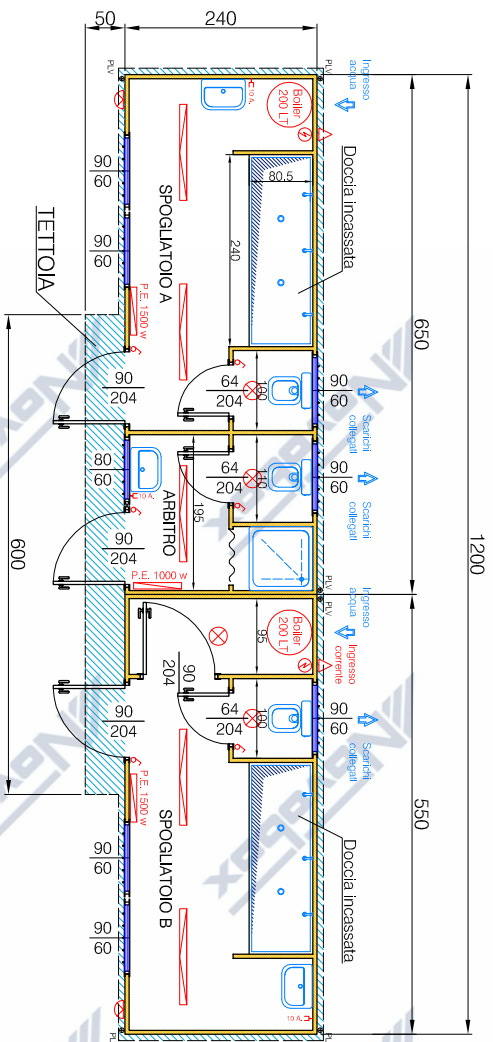 1200
650
550
Ingresso
acqua
Scarichi
collegati
Scarichi
collegati
Ingresso
acqua
Ingresso
corrente
Scarichi
collegati
PLV
PLV
Doccia incassata
Doccia incassata
Boiler
200 LT
Boiler
200 LT
90
60
90
60
90
60
10 A.
80.5
240
100
110
95
100
64
204
64
204
64
204
90
204
195
240
50
SPOGLIATOIO A
ARBITRO
SPOGLIATOIO B
10 A.
10 A.
P.E. 1500 w
P.E. 1000 w
P.E. 1500 w
PLV
90
60
90
60
90
204
80
60
90
204
90
204
90
60
90
60
TETTOIA
600
Novabox